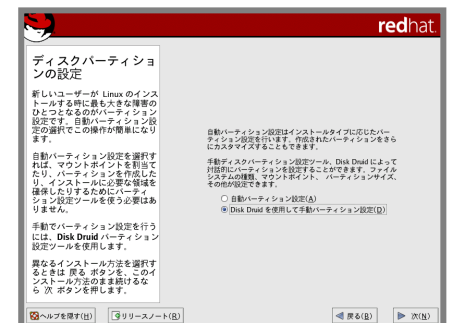 redhat.
ディスクパーティショ
ンの設定
新しいユーザーが Linux のインス
トールする時に最も大きな障害の
ひとつとなるのがパーティション
設定です。自動パーティション設
定の選択でこの操作が簡単になり
ます。
自動パーティション設定を選択す
れば、マウントポイントを割当て
たり、パーティションを作成した
り、インストールに必要な領域を
確保したりするためにパーティ
ション設定ツールを使う必要はあ
りません。
手動でパーティション設定を行う
には、Disk Druid パーティション
設定ツールを使用します。
異なるインストール方法を選択す
るときは 戻る ボタンを、このイ
ンストール方法のまま続けるな
ら 次 ボタンを押します。
自動パーティション設定はインストールタイプに応じたパー
ティション設定を行います。作成されたパーティションをさら
にカスタマイズすることもできます。
手動ディスクパーティション設定ツール、Disk Druid によって
対話的にパーティションを設定することができます。ファイル
システムの種類、マウントポイント、 パーティションサイズ、
その他が設定できます。
自動パーティション設定(A)
Disk Druid を使用して手動パーティション設定(D)
ヘルプを隠す(H)
リリースノート(R)
戻る(B)
次(N)